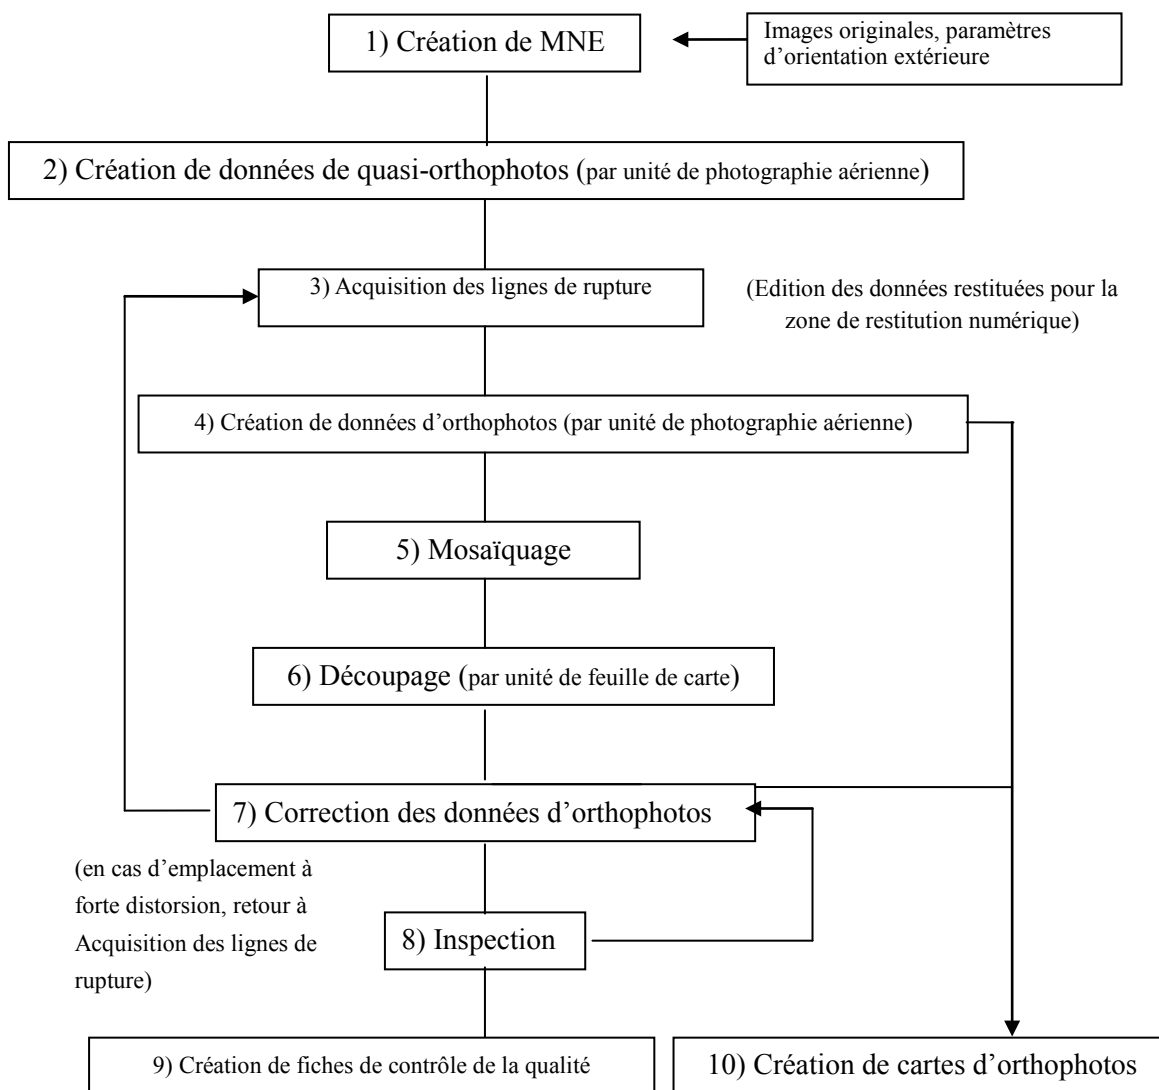 1) Création de MNE
Images originales, paramètres
d’orientation extérieure
2) Création de données de quasi-orthophotos (par unité de photographie aérienne)
3) Acquisition des lignes de rupture
(Edition des données restituées pour la
zone de restitution numérique)
4) Création de données d’orthophotos (par unité de photographie aérienne)
5) Mosaïquage
6) Découpage (par unité de feuille de carte)
7) Correction des données d’orthophotos
(en cas d’emplacement à
forte distorsion, retour à
Acquisition des lignes de
rupture)
8) Inspection
9) Création de fiches de contrôle de la qualité
10) Création de cartes d’orthophotos